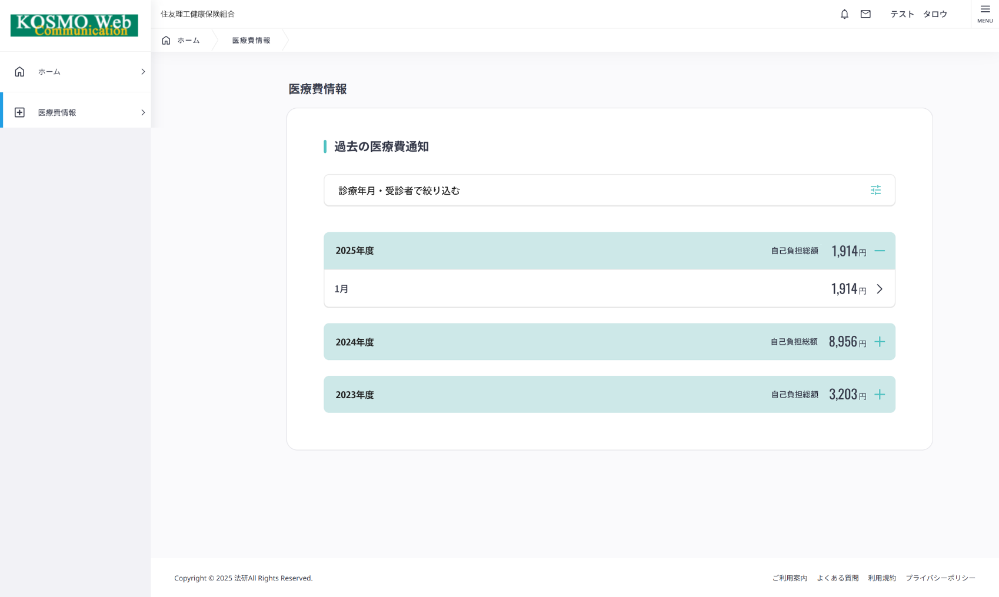 KOSMO Web
Communication
住友理工健康保険組合
テスト　タロウ
MENU
ホーム
医療費情報
ホーム
医療費情報
医療費情報
過去の医療費通知
診療年月・受診者で絞り込む
2025年度 自己負担総額 1,914円
1月 1,914円
2024年度 自己負担総額 8,956円
2023年度 自己負担総額 3,203円
Copyright © 2025 法研All Rights Reserved.
ご利用案内 よくある質問 利用規約 プライバシーポリシー